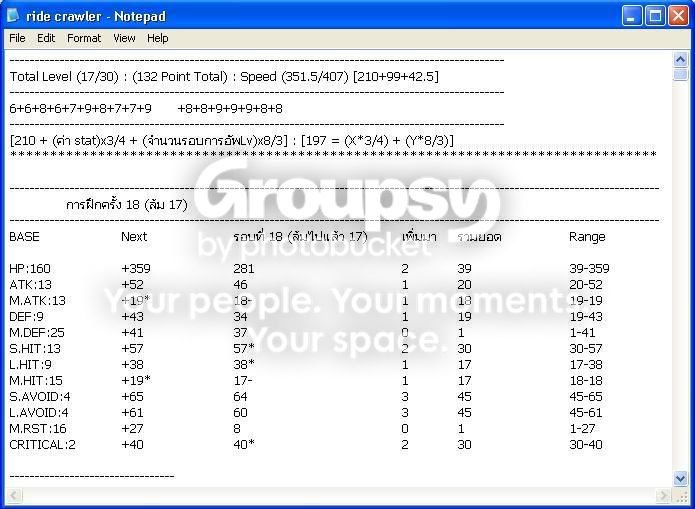 ride crawler - Notepad
File Edit Format View Help
--------------------------------------------------------------------------------
Total Level (17/30) : (132 Point Total) : Speed (351.5/407) [210+99+42.5]
--------------------------------------------------------------------------------
6+6+8+6+7+9+8+7+7+9 +8+8+9+9+9+8+8
--------------------------------------------------------------------------------
[210 + (ค่า stat)x3/4 + (จำนวนรอบการอัพLv)x8/3] : [197 = (X*3/4) + (Y*8/3)]
*******************************************************************************
--------------------------------------------------------------------------------
การฝึกครั้ง 18 (ล้ม 17)
--------------------------------------------------------------------------------
BASE Next รอบที่ 18 (ล้มไปแล้ว 17) เพิ่มมา รวมยอด Range
HP:160 +359 281 2 39 39-359
ATK:13 +52 46 1 20 20-52
M.ATK:13 +19* 18- 1 18 19-19
DEF:9 +43 34 1 19 19-43
M.DEF:25 +41 37 0 1 1-41
S.HIT:13 +57 57* 2 30 30-57
L.HIT:9 +38 38* 1 17 17-38
M.HIT:15 +19* 17- 1 17 18-18
S.AVOID:4 +65 64 3 45 45-65
L.AVOID:4 +61 60 3 45 45-61
M.RST:16 +27 8 0 1 1-27
CRITICAL:2 +40 40* 2 30 30-40
---------------------------------
Groupsy
by photobucket
Your people. Your moments.
Your space.